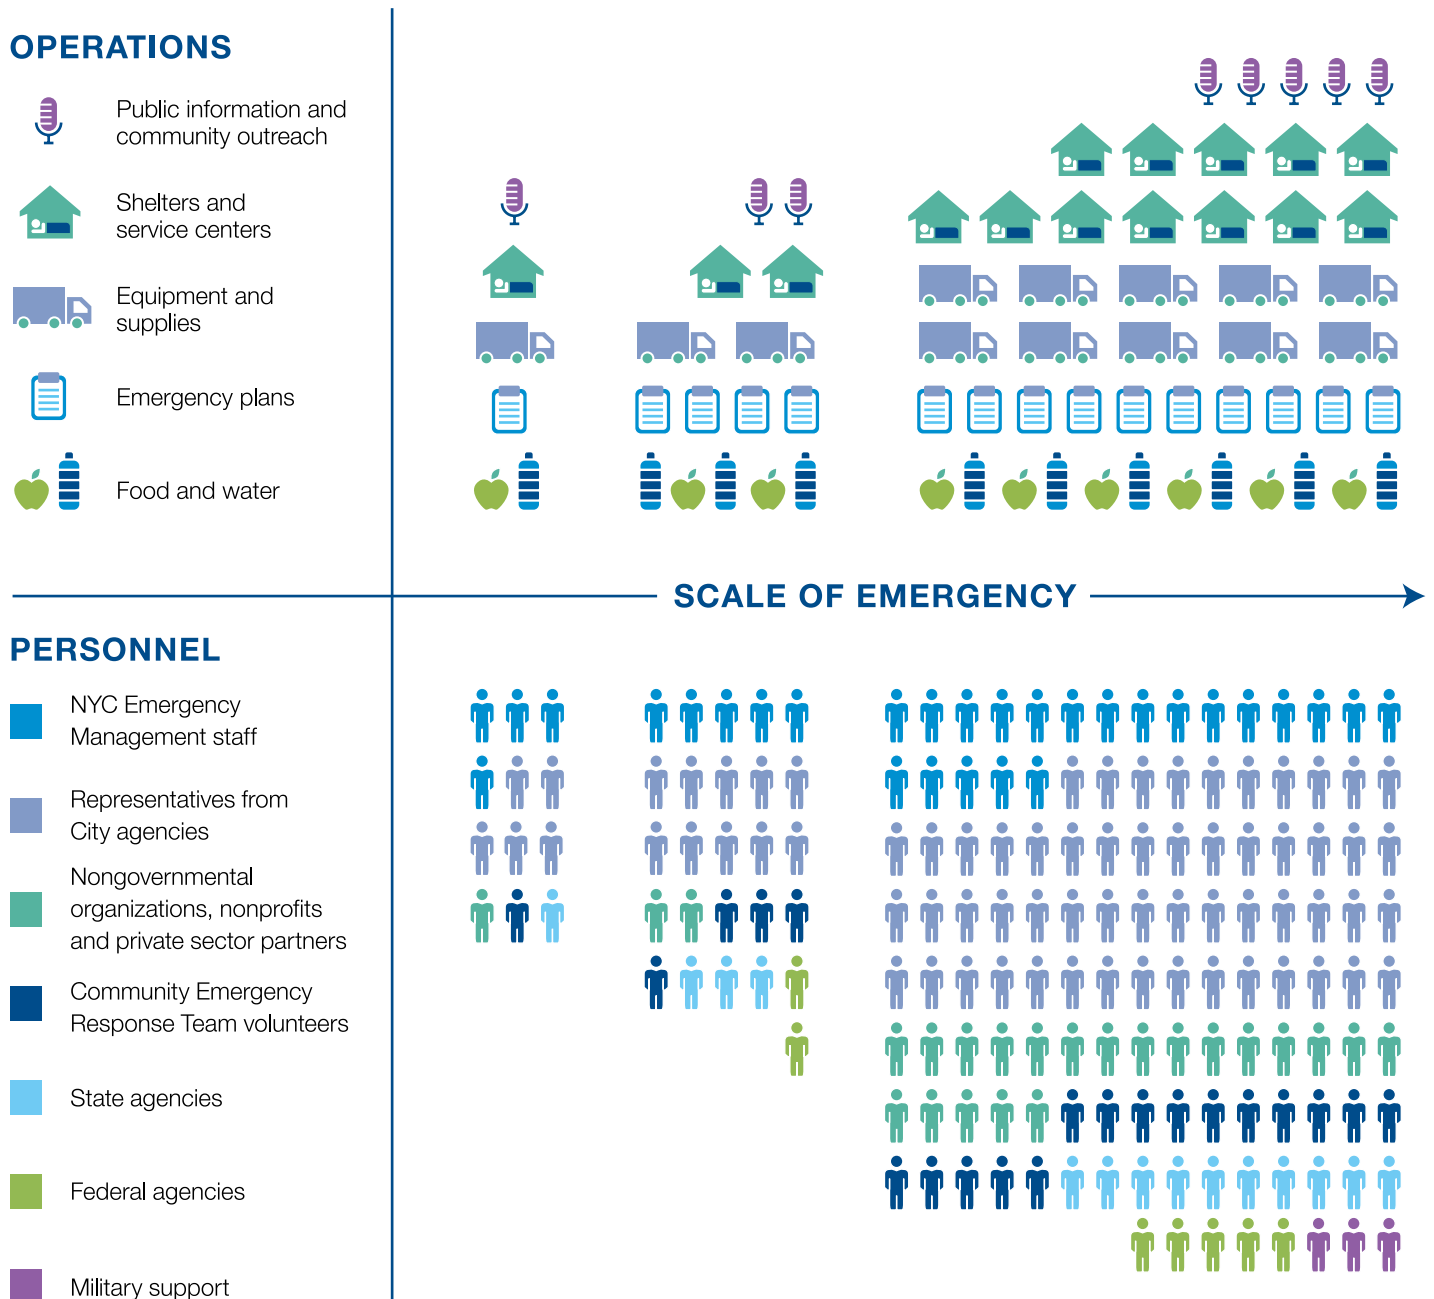 OPERATIONS
Public information and
community outreach
Shelters and
service centers
Equipment and
supplies
Emergency plans
Food and water
SCALE OF EMERGENCY
PERSONNEL
NYC Emergency
Management staff
Representatives from
City agencies
Nongovernmental
organizations, nonprofits
and private sector partners
Community Emergency
Response Team volunteers
State agencies
Federal agencies
Military support